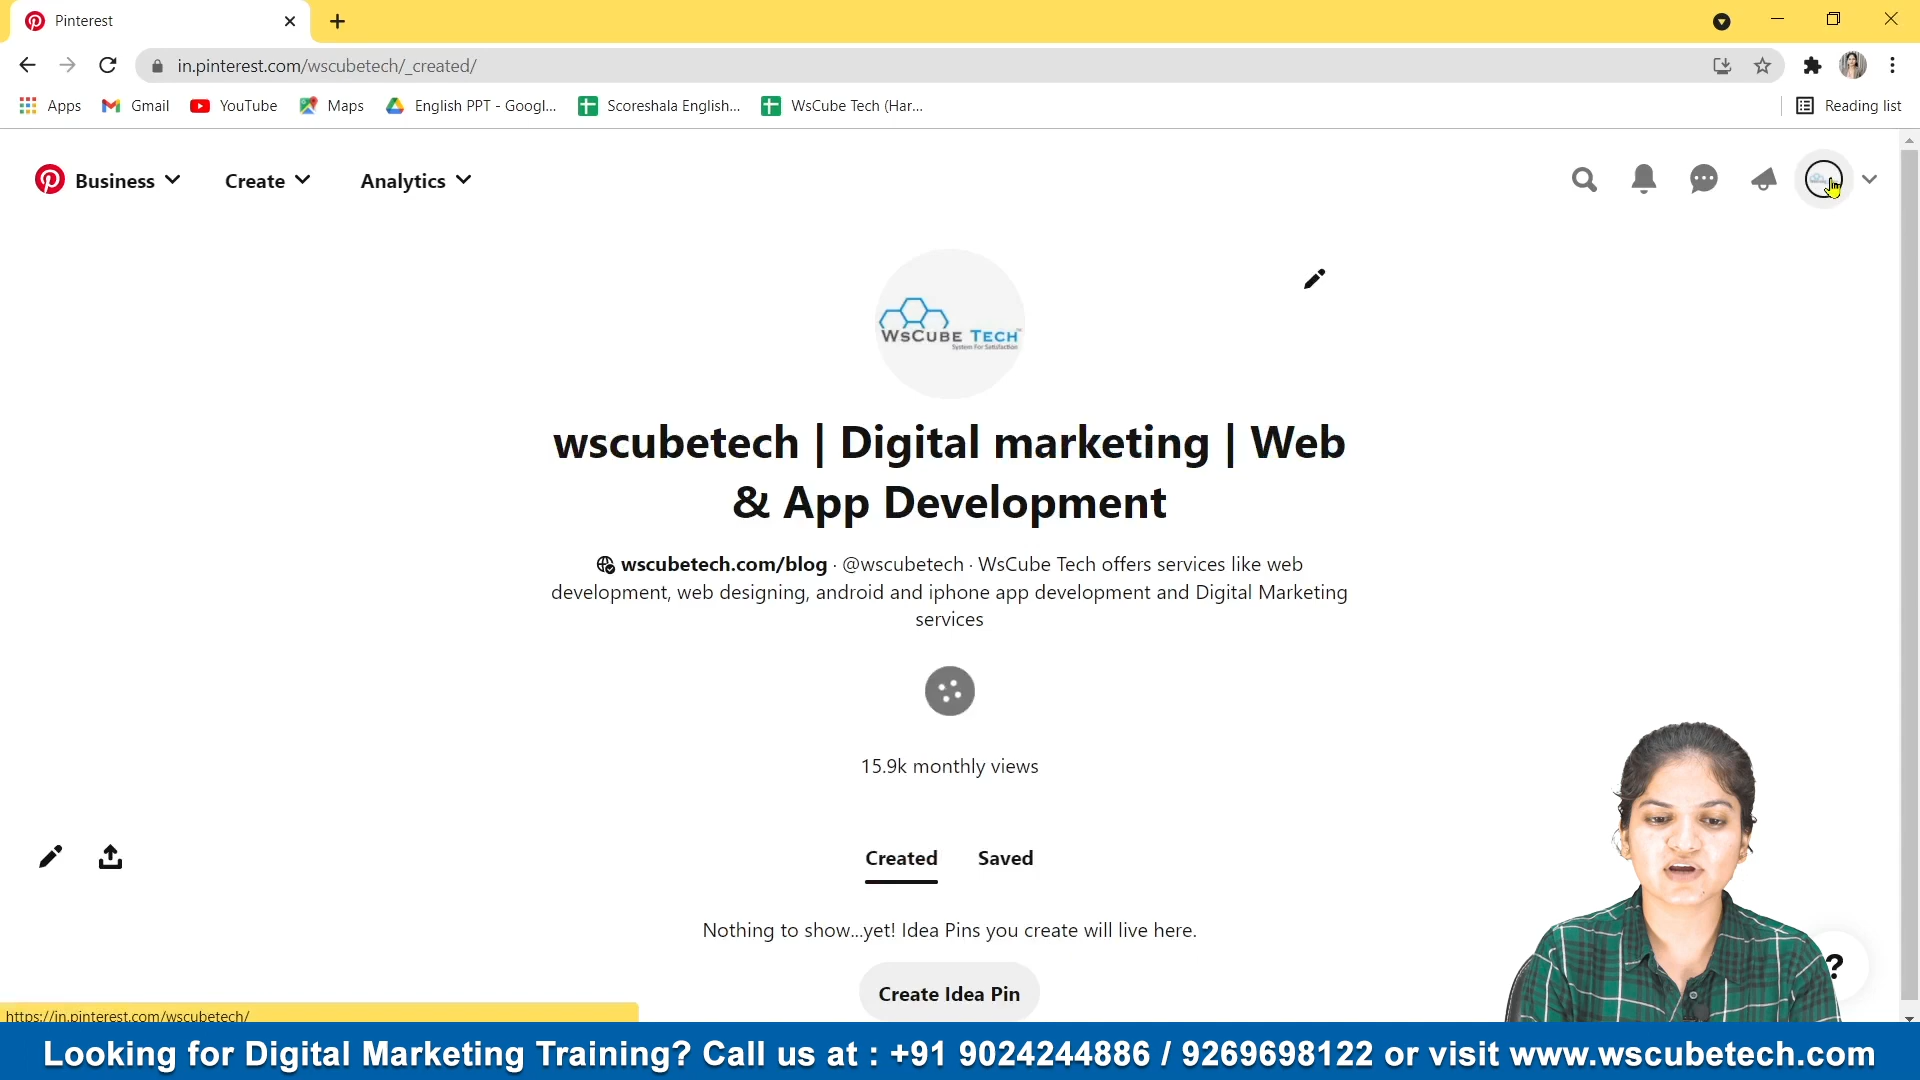 Pinterest
in.pinterest.com/wscubetech/_created/
Apps Gmail YouTube Maps English PPT - Googl... Scoreshala English... WsCube Tech (Har... Reading list
Business Create Analytics
WSCUBE TECH
System For Satisfaction
wscubetech | Digital marketing | Web
& App Development
wscubetech.com/blog · @wscubetech · WsCube Tech offers services like web
development, web designing, android and iphone app development and Digital Marketing
services
15.9k monthly views
Created Saved
Nothing to show...yet! Idea Pins you create will live here.
Create Idea Pin
?
https://in.pinterest.com/wscubetech/
Looking for Digital Marketing Training? Call us at : +91 9024244886 / 9269698122 or visit www.wscubetech.com